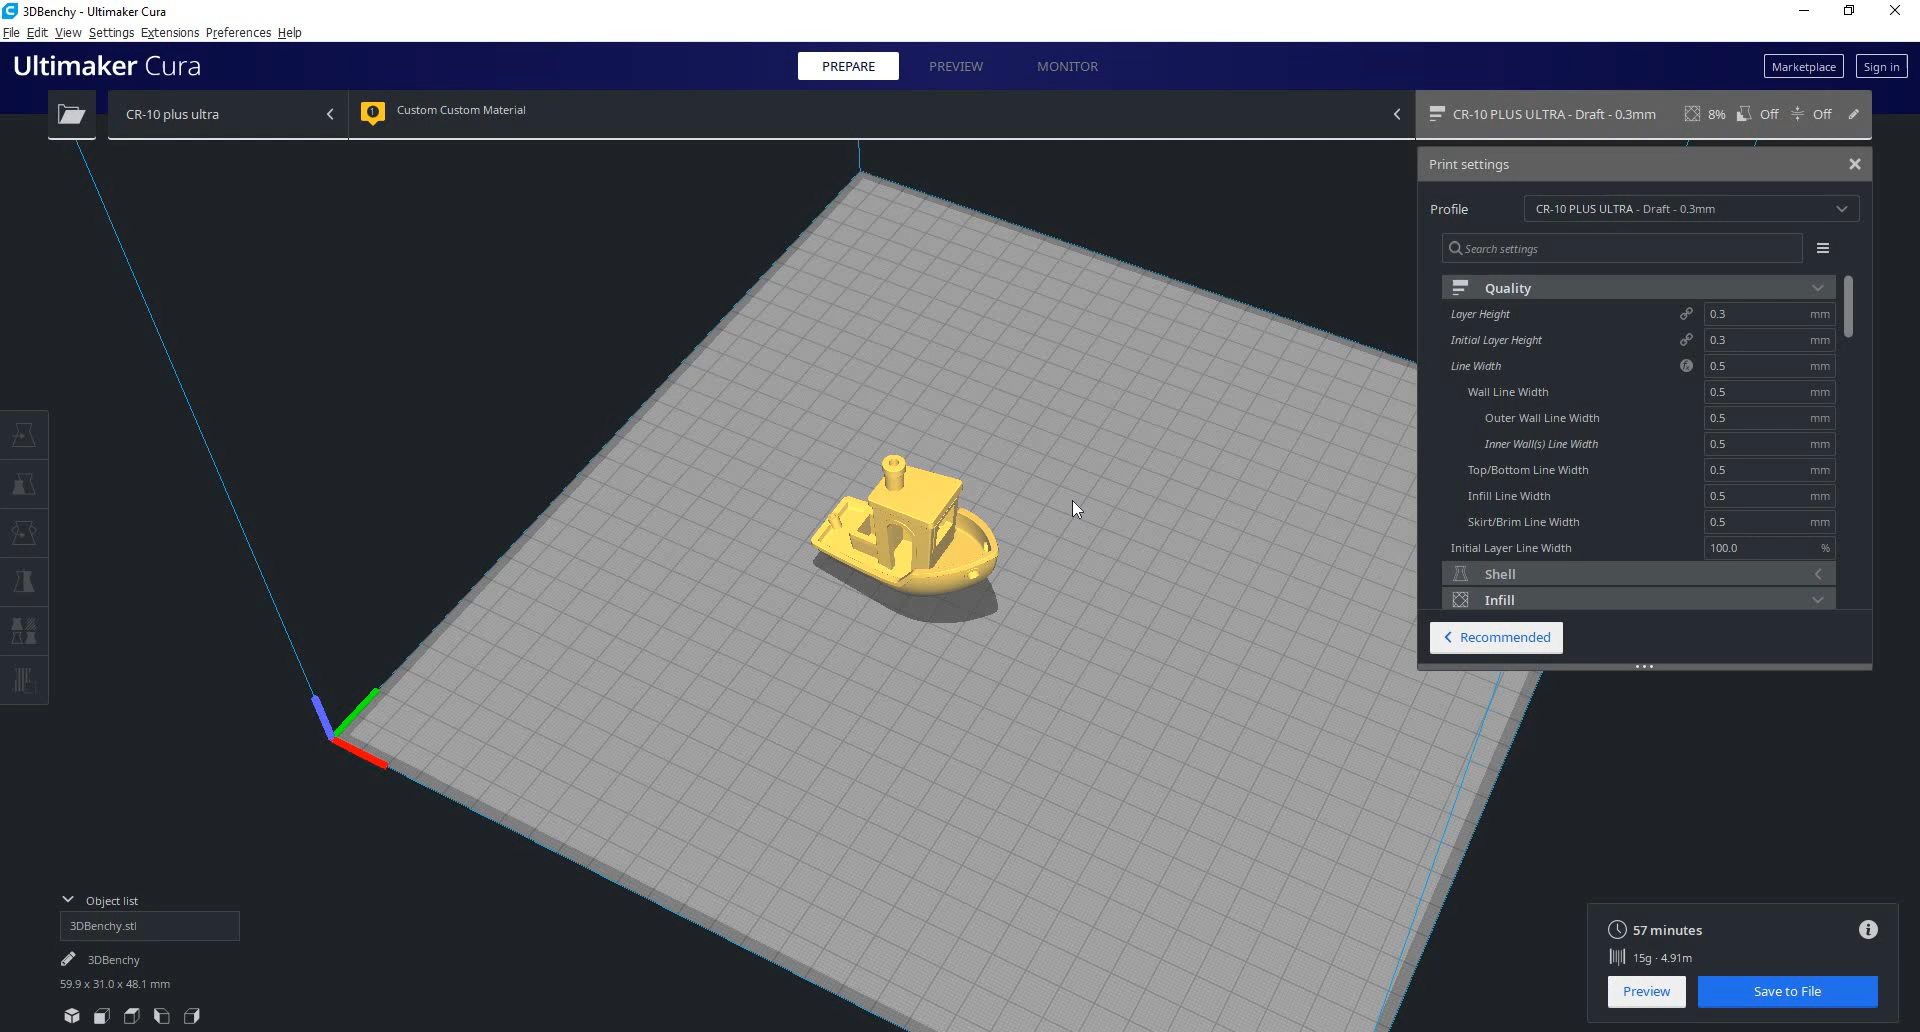 3DBenchy - Ultimaker Cura
File Edit View Settings Extensions Preferences Help
Ultimaker Cura
PREPARE
PREVIEW
MONITOR
Marketplace
Sign in
CR-10 plus ultra
1
Custom Custom Material
CR-10 PLUS ULTRA - Draft - 0.3mm
8%
Off
Off
Print settings
Profile
CR-10 PLUS ULTRA - Draft - 0.3mm
Search settings
Quality
Layer Height 0.3 mm
Initial Layer Height 0.3 mm
Line Width 0.5 mm
Wall Line Width 0.5 mm
Outer Wall Line Width 0.5 mm
Inner Wall(s) Line Width 0.5 mm
Top/Bottom Line Width 0.5 mm
Infill Line Width 0.5 mm
Skirt/Brim Line Width 0.5 mm
Initial Layer Line Width 100.0 %
Shell
Infill
Recommended
Object list
3DBenchy.stl
3DBenchy
59.9 x 31.0 x 48.1 mm
57 minutes
15g · 4.91m
Preview
Save to File